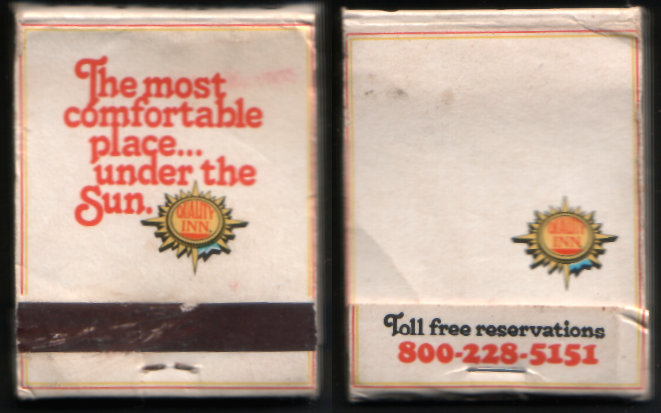 The most
comfortable
place...
under the
Sun.
QUALITY
INN.
QUALITY
INN.
Toll free reservations
800-228-5151